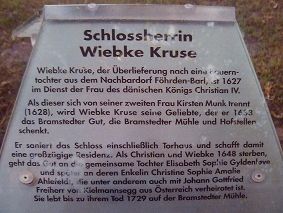 Schlossherrin
Wiebke Kruse
Wiebke Kruse, der Überlieferung nach eine Bauern-
tochter aus dem Nachbardorf Föhrden-Barl, ist 1627
im Dienst der Frau des dänischen Königs Christian IV.
Als dieser sich von seiner zweiten Frau Kirsten Munk trennt
(1628), wird Wiebke Kruse seine Geliebte, der er 1633
das Bramstedter Gut, die Bramstedter Mühle und Hofstellen
schenkt.
Er saniert das Schloss einschließlich Torhaus und schafft damit
eine großzügige Residenz. Als Christian und Wiebke 1648 sterben,
geht das Gut an die gemeinsame Tochter Elisabeth Sophie Gyldenløve
und später an deren Enkelin Christine Sophie Amalie
Ahlefeldt, die unter anderem auch mit Johann Gottfried
Freiherr von Kielmannsegg aus Österreich verheiratet ist.
Sie lebt bis zu ihrem Tod 1729 auf der Bramstedter Mühle.